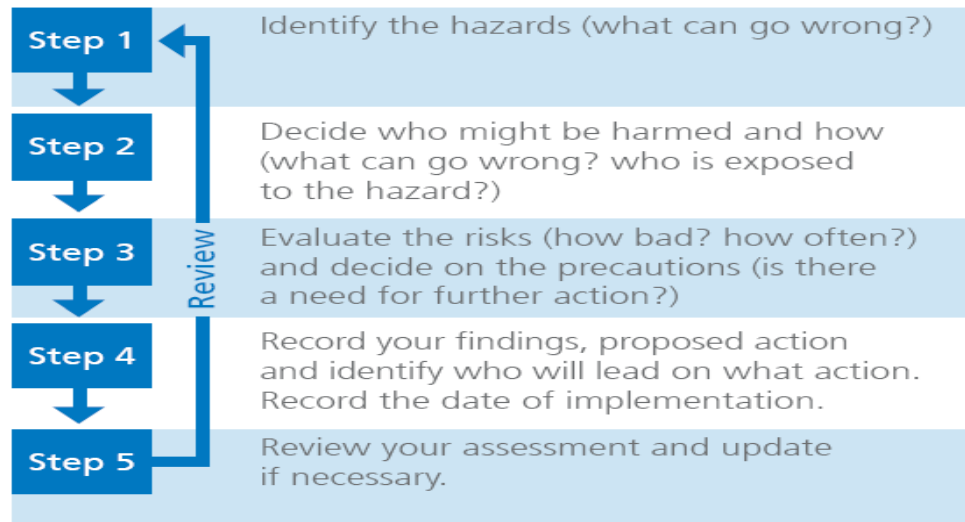 Step 1
Identify the hazards (what can go wrong?)
Step 2
Decide who might be harmed and how
(what can go wrong? who is exposed
to the hazard?)
Step 3
Evaluate the risks (how bad? how often?)
and decide on the precautions (is there
a need for further action?)
Review
Step 4
Record your findings, proposed action
and identify who will lead on what action.
Record the date of implementation.
Step 5
Review your assessment and update
if necessary.